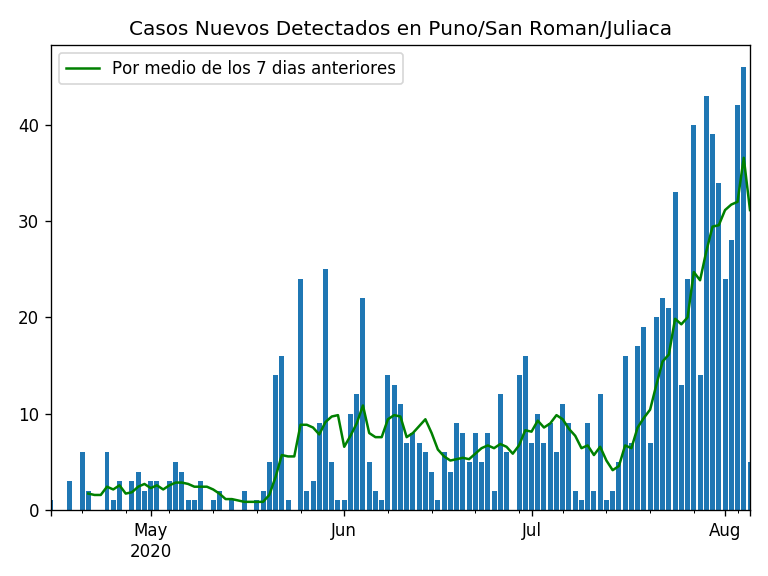 Casos Nuevos Detectados en Puno/San Roman/Juliaca
Por medio de los 7 dias anteriores
40
30
20
10
0
May
2020
Jun
Jul
Aug